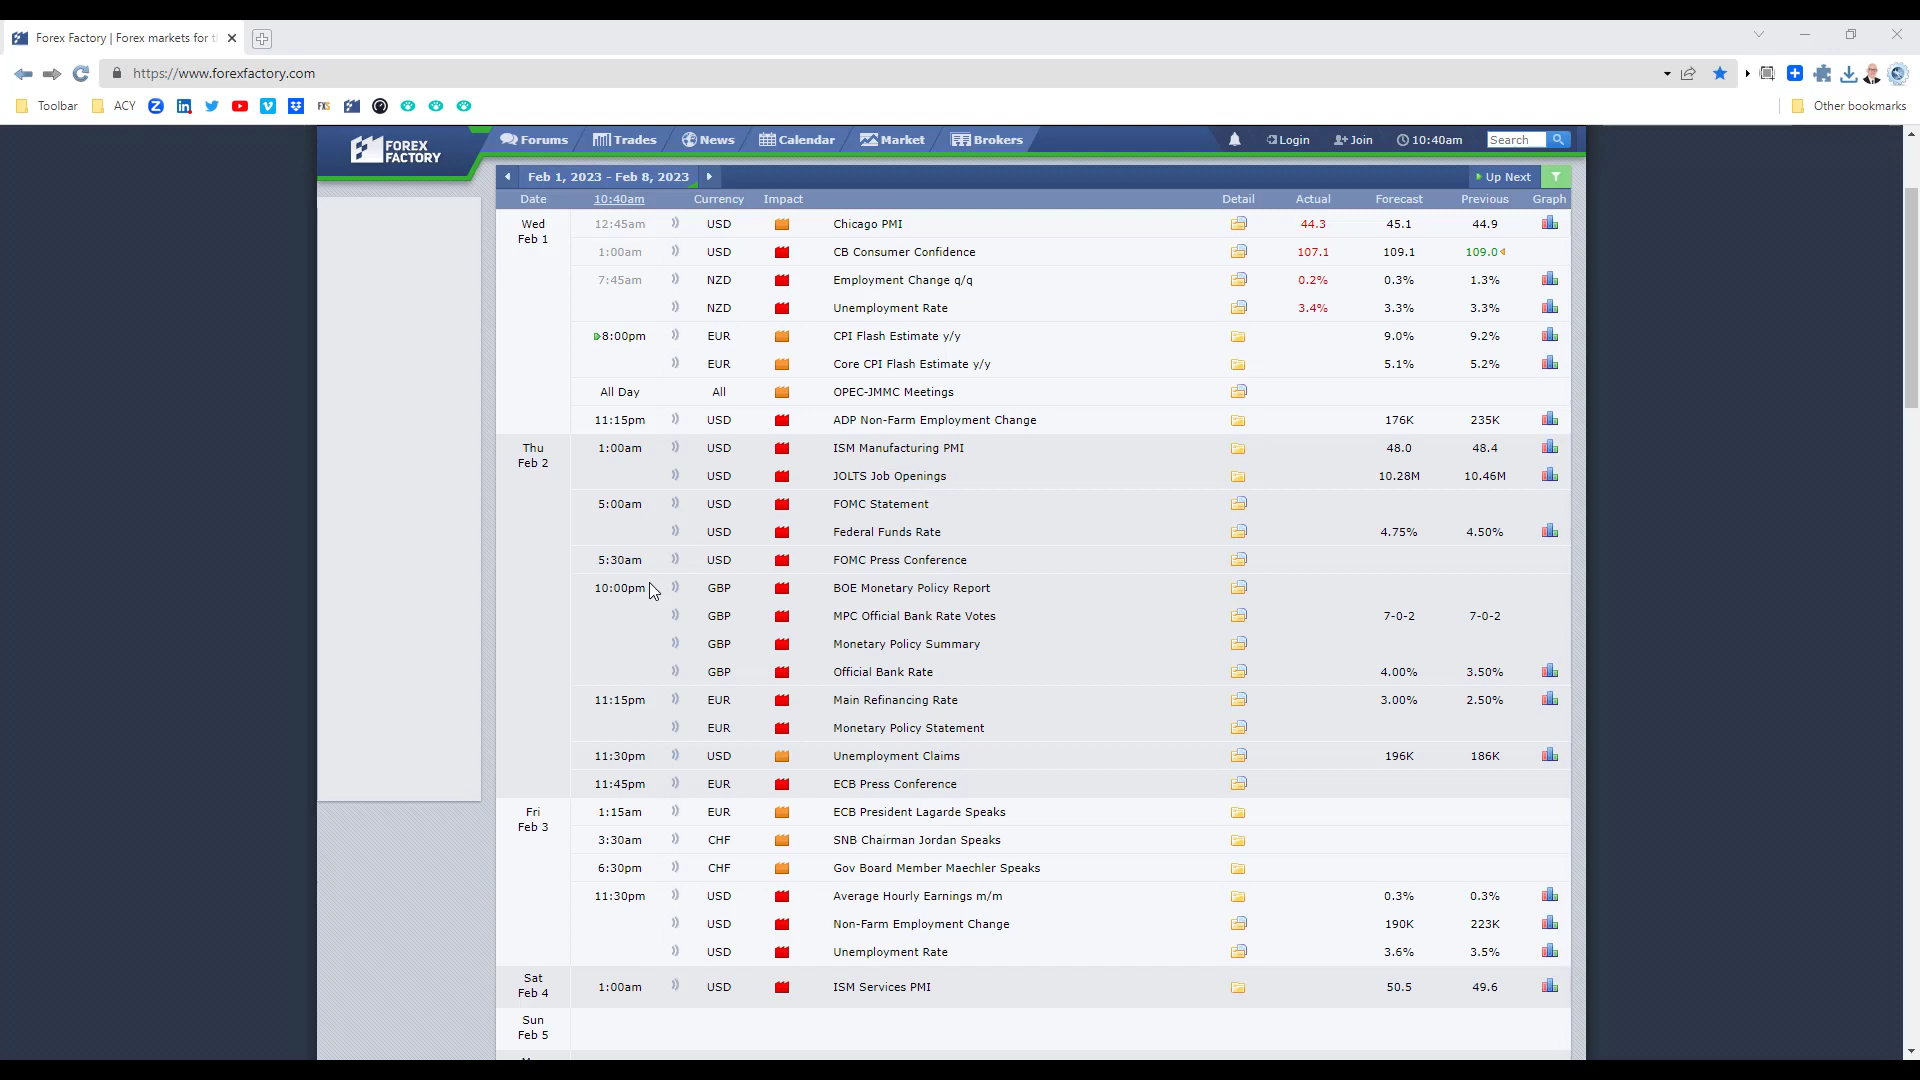 Forex Factory | Forex markets for t
https://www.forexfactory.com
Toolbar ACY FXS Other bookmarks
FOREX FACTORY
Forums Trades News Calendar Market Brokers Login Join 10:40am Search
Feb 1, 2023 - Feb 8, 2023 Up Next
Date 10:40am Currency Impact Detail Actual Forecast Previous Graph
Wed Feb 1 12:45am USD Chicago PMI 44.3 45.1 44.9
1:00am USD CB Consumer Confidence 107.1 109.1 109.0
7:45am NZD Employment Change q/q 0.2% 0.3% 1.3%
NZD Unemployment Rate 3.4% 3.3% 3.3%
8:00pm EUR CPI Flash Estimate y/y 9.0% 9.2%
EUR Core CPI Flash Estimate y/y 5.1% 5.2%
All Day All OPEC-JMMC Meetings
11:15pm USD ADP Non-Farm Employment Change 176K 235K
Thu Feb 2 1:00am USD ISM Manufacturing PMI 48.0 48.4
USD JOLTS Job Openings 10.28M 10.46M
5:00am USD FOMC Statement
USD Federal Funds Rate 4.75% 4.50%
5:30am USD FOMC Press Conference
10:00pm GBP BOE Monetary Policy Report
GBP MPC Official Bank Rate Votes 7-0-2 7-0-2
GBP Monetary Policy Summary
GBP Official Bank Rate 4.00% 3.50%
11:15pm EUR Main Refinancing Rate 3.00% 2.50%
EUR Monetary Policy Statement
11:30pm USD Unemployment Claims 196K 186K
11:45pm EUR ECB Press Conference
Fri Feb 3 1:15am EUR ECB President Lagarde Speaks
3:30am CHF SNB Chairman Jordan Speaks
6:30pm CHF Gov Board Member Maechler Speaks
11:30pm USD Average Hourly Earnings m/m 0.3% 0.3%
USD Non-Farm Employment Change 190K 223K
USD Unemployment Rate 3.6% 3.5%
Sat Feb 4 1:00am USD ISM Services PMI 50.5 49.6
Sun Feb 5